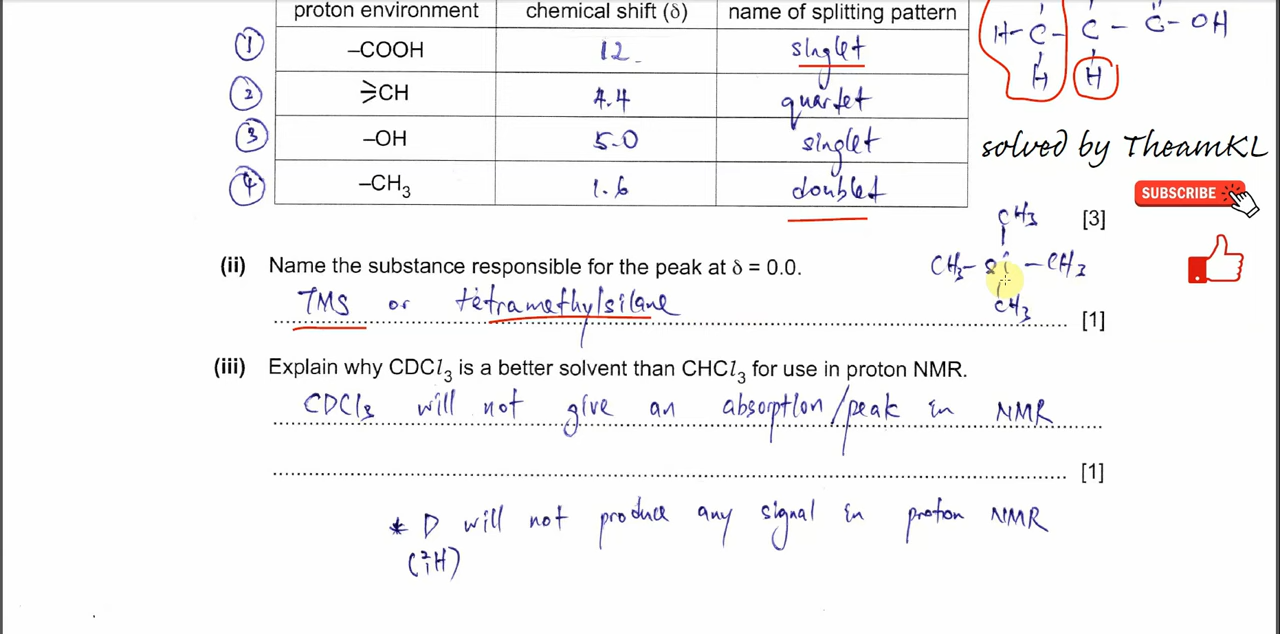 proton environment chemical shift (δ) name of splitting pattern
① –COOH 12 singlet
② ⩾CH 4.4 quartet
③ –OH 5.0 singlet
④ –CH₃ 1.6 doublet
H–C–C–C–OH
H H
solved by TheamKL
SUBSCRIBE
[3]
CH₃
(ii) Name the substance responsible for the peak at δ = 0.0.
CH₃–Si–CH₃
TMS or tetramethylsilane
CH₃
[1]
(iii) Explain why CDCl₃ is a better solvent than CHCl₃ for use in proton NMR.
CDCl₃ will not give an absorption/peak in NMR
[1]
* D will not produce any signal in proton NMR
(²₁H)